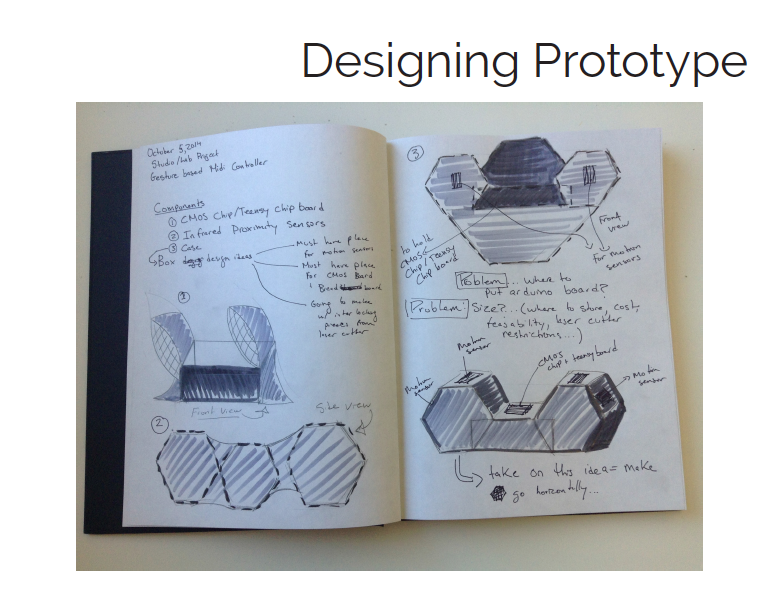 Designing Prototype
October 5, 2014
Studio/Lab Project
Gesture based Midi Controller
Components
① CMOS Chip/Teensy Chip board
② Infrared Proximity Sensors
③ Case
Box design ideas
Must have place
for motion sensors
Must have place
for CMOS Bord
+ Bord board
Going to make
w/ interlocking
pieces from
laser cutter
①
Front view
Side view
②
③
to hold
CMOS
Chip/Teensy
Chip board
Front
view
for motion
sensors
Problem... where to
put arduino board?
Problem: Size?... (where to store, cost,
feasability, laser cutter
restrictions...)
Motion
sensor
Motion
sensor
CMOS
chip + teensy board
Motion
sensor
take on this idea = make
go horizontally...